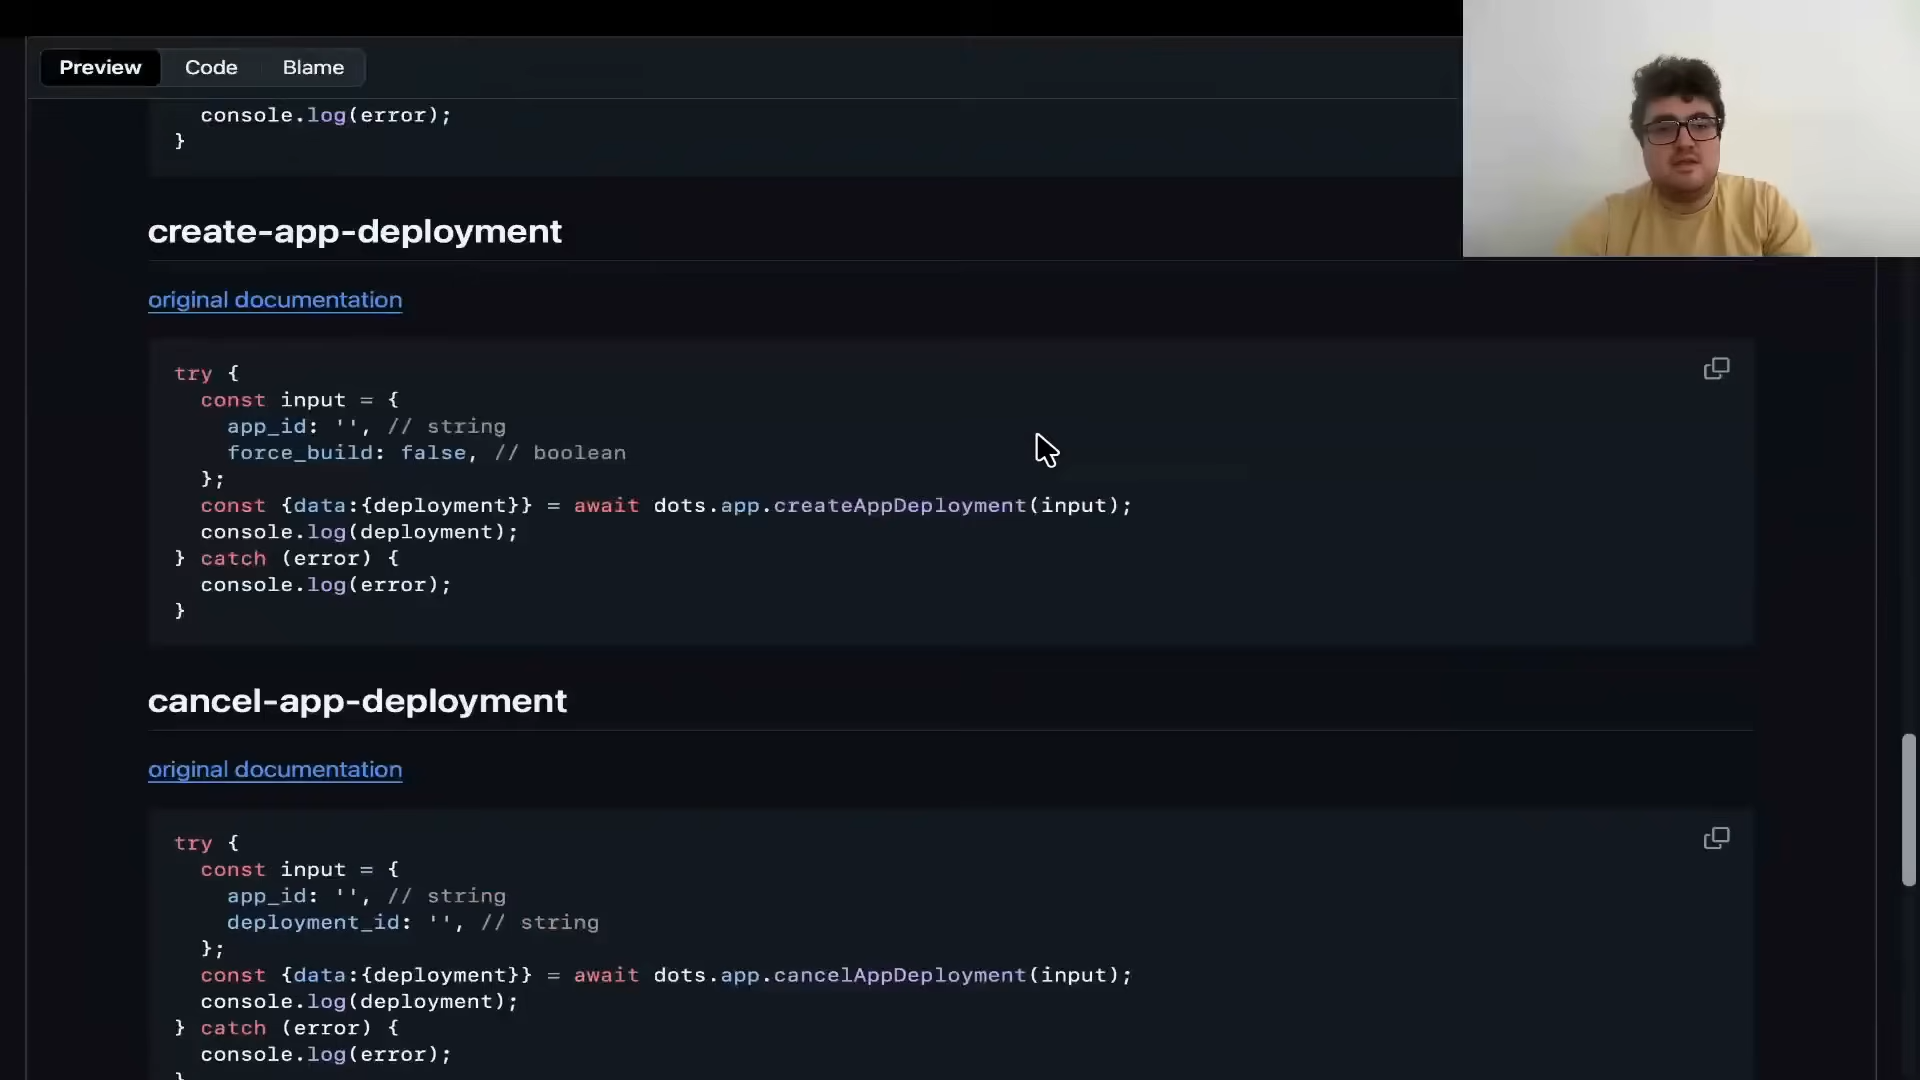 Preview Code Blame
console.log(error);
}
create-app-deployment
original documentation
try {
const input = {
app_id: '', // string
force_build: false, // boolean
};
const {data:{deployment}} = await dots.app.createAppDeployment(input);
console.log(deployment);
} catch (error) {
console.log(error);
}
cancel-app-deployment
original documentation
try {
const input = {
app_id: '', // string
deployment_id: '', // string
};
const {data:{deployment}} = await dots.app.cancelAppDeployment(input);
console.log(deployment);
} catch (error) {
console.log(error);
}